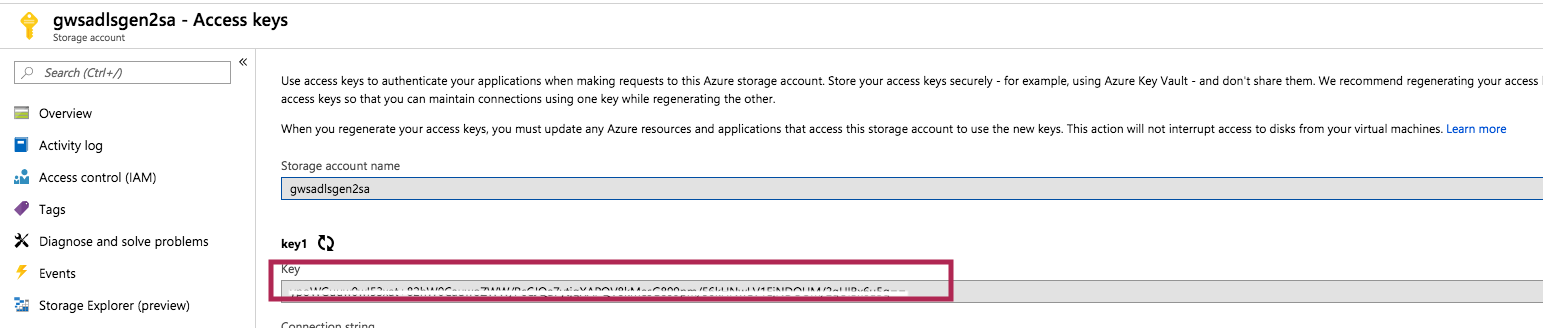 gwsadlsgen2sa - Access keys
Storage account
Search (Ctrl+/)
«
Overview
Activity log
Access control (IAM)
Tags
Diagnose and solve problems
Events
Storage Explorer (preview)
Use access keys to authenticate your applications when making requests to this Azure storage account. Store your access keys securely - for example, using Azure Key Vault - and don't share them. We recommend regenerating your access
access keys so that you can maintain connections using one key while regenerating the other.
When you regenerate your access keys, you must update any Azure resources and applications that access this storage account to use the new keys. This action will not interrupt access to disks from your virtual machines. Learn more
Storage account name
gwsadlsgen2sa
key1
Key
Connection string